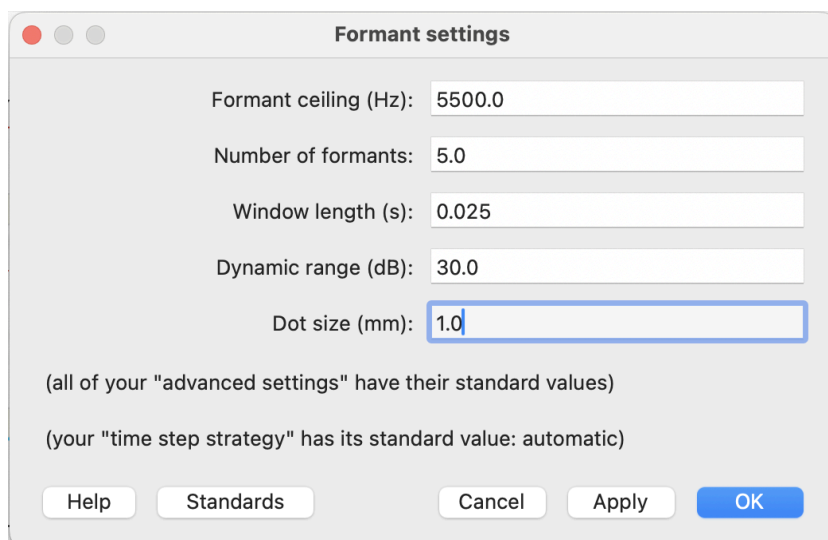 Formant settings
Formant ceiling (Hz): 5500.0
Number of formants: 5.0
Window length (s): 0.025
Dynamic range (dB): 30.0
Dot size (mm): 1.0
(all of your "advanced settings" have their standard values)
(your "time step strategy" has its standard value: automatic)
Help Standards Cancel Apply OK